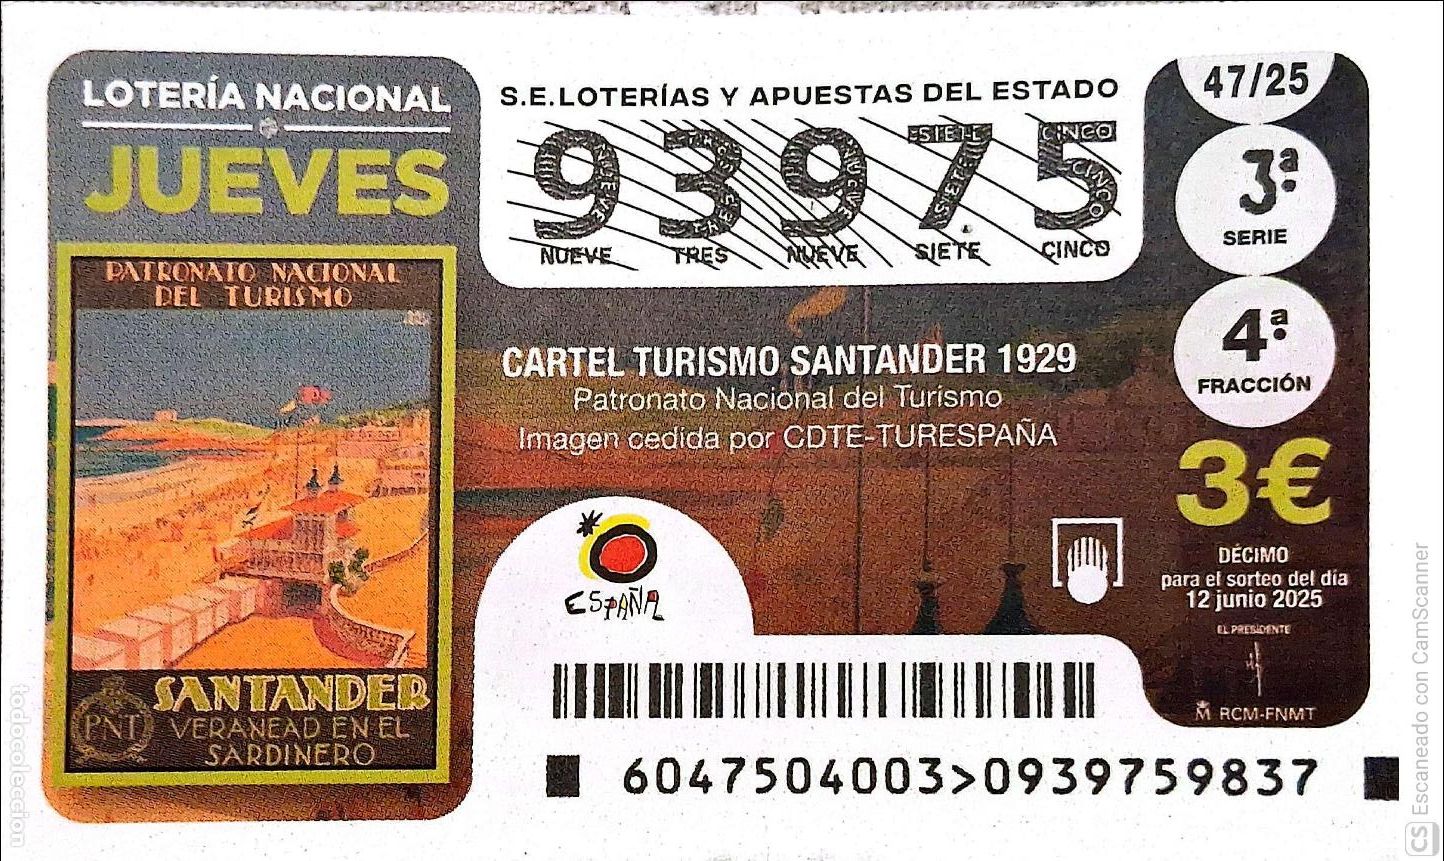 LOTERÍA NACIONAL
JUEVES
PATRONATO NACIONAL
DEL TURISMO
SANTANDER
PNT
VERANEAD EN EL
SARDINERO
S.E.LOTERÍAS Y APUESTAS DEL ESTADO
93975
NUEVE TRES NUEVE SIETE CINCO
CARTEL TURISMO SANTANDER 1929
Patronato Nacional del Turismo
Imagen cedida por CDTE-TURESPAÑA
ESPAÑA
6047504003>0939759837
47/25
3ª
SERIE
4ª
FRACCIÓN
3€
DÉCIMO
para el sorteo del día
12 junio 2025
EL PRESIDENTE
RCM-FNMT
todocoleccion
CS Escaneado con CamScanner